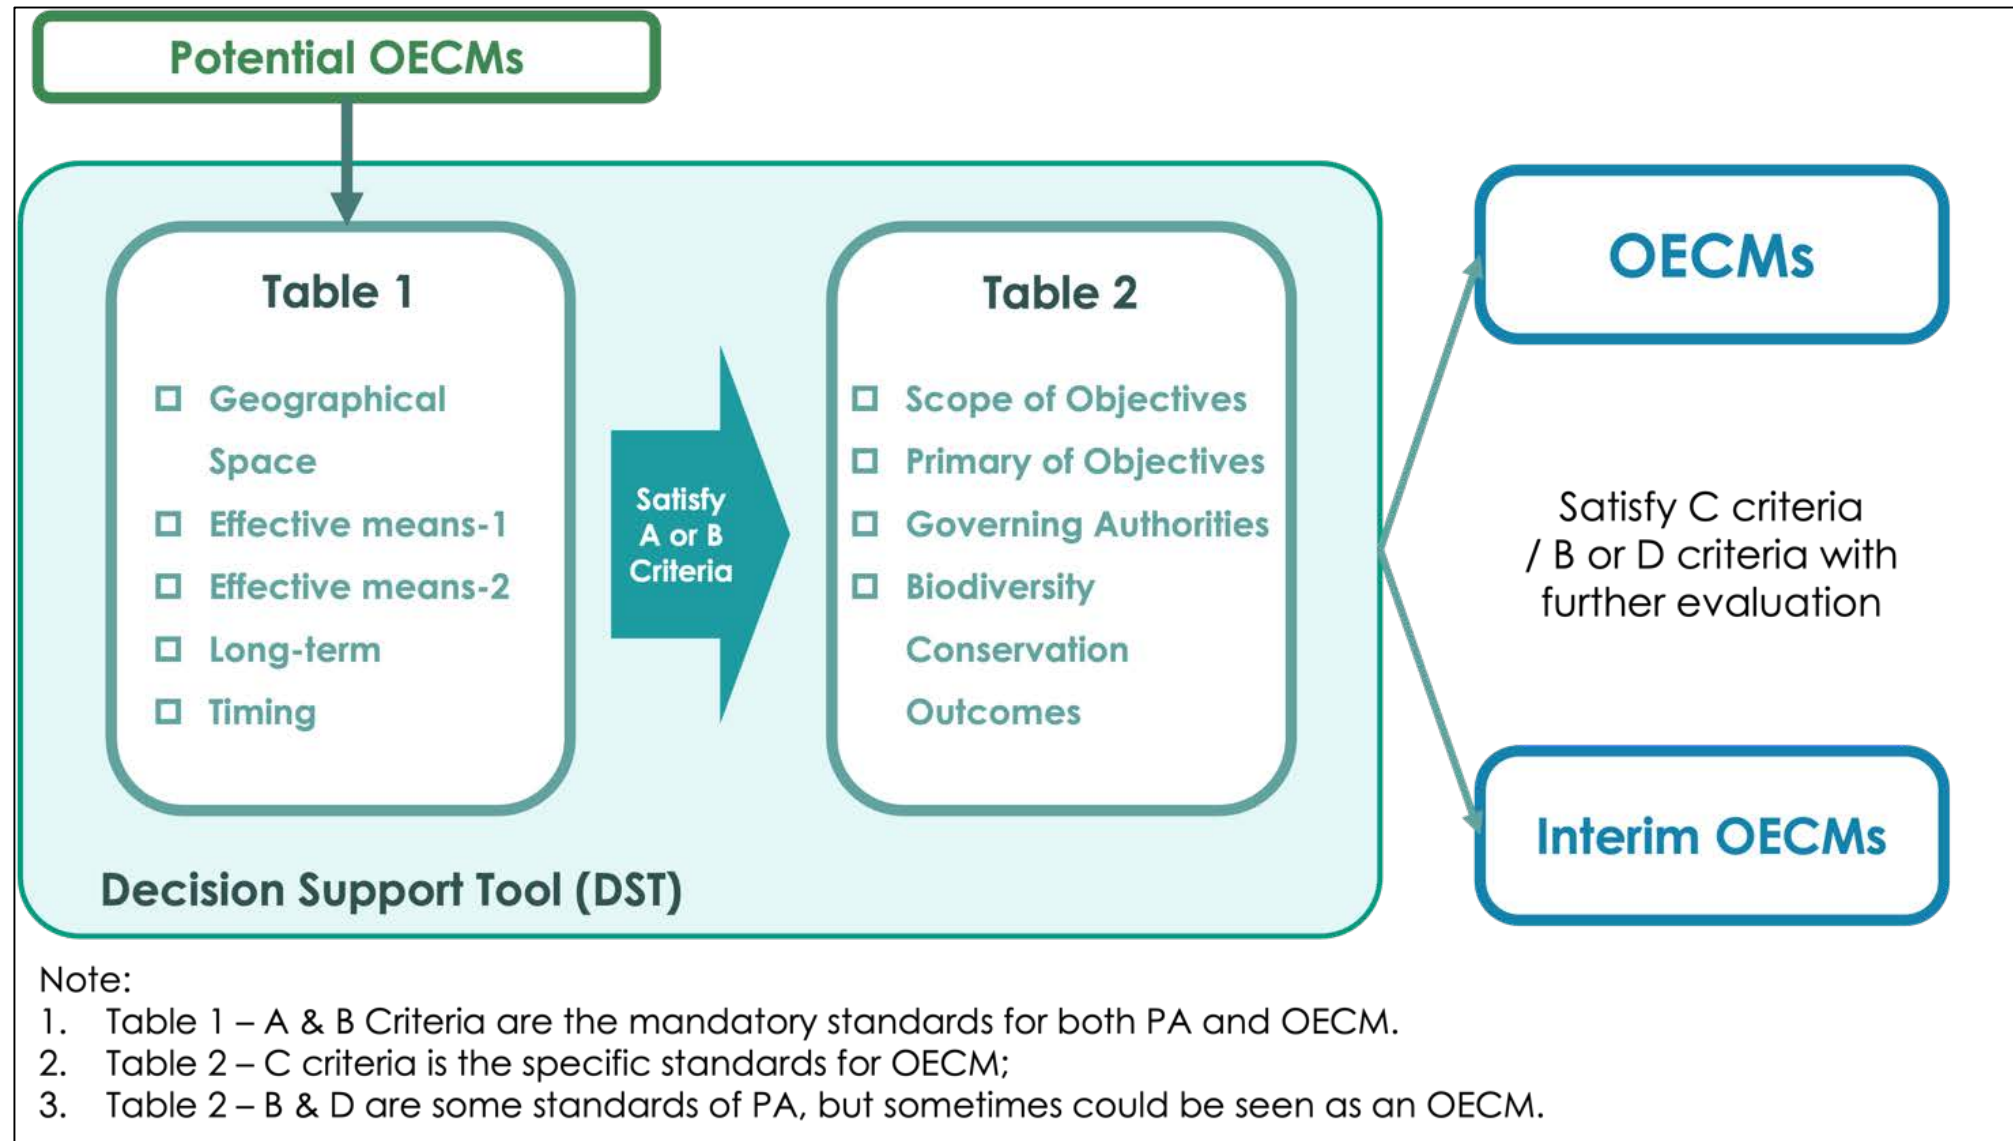 Potential OECMs
Table 1
Geographical
Space
Effective means-1
Effective means-2
Long-term
Timing
Satisfy
A or B
Criteria
Table 2
Scope of Objectives
Primary of Objectives
Governing Authorities
Biodiversity
Conservation
Outcomes
Decision Support Tool (DST)
OECMs
Satisfy C criteria
/ B or D criteria with
further evaluation
Interim OECMs
Note:
1. Table 1 – A & B Criteria are the mandatory standards for both PA and OECM.
2. Table 2 – C criteria is the specific standards for OECM;
3. Table 2 – B & D are some standards of PA, but sometimes could be seen as an OECM.